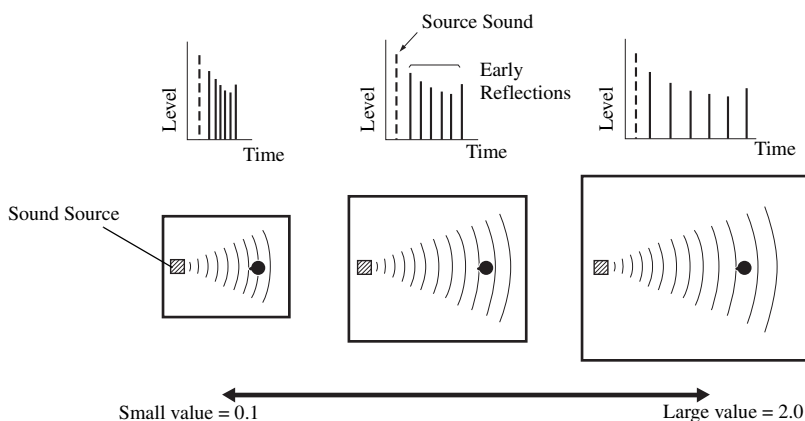 Source Sound
Early
Reflections
Level
Time
Level
Time
Level
Time
Sound Source
Small value = 0.1
Large value = 2.0